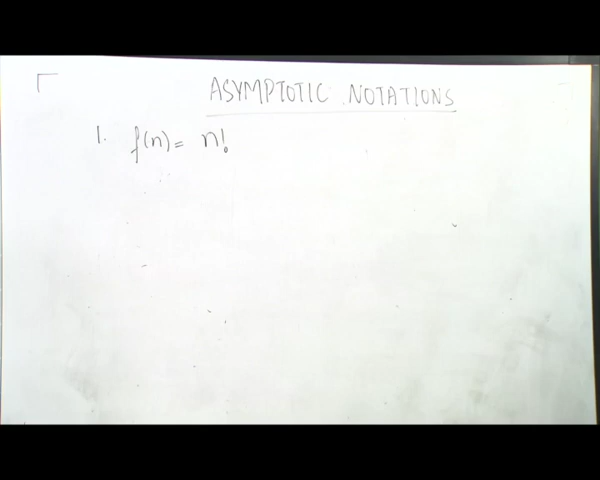 ASYMPTOTIC NOTATIONS
1. f(n) = n!